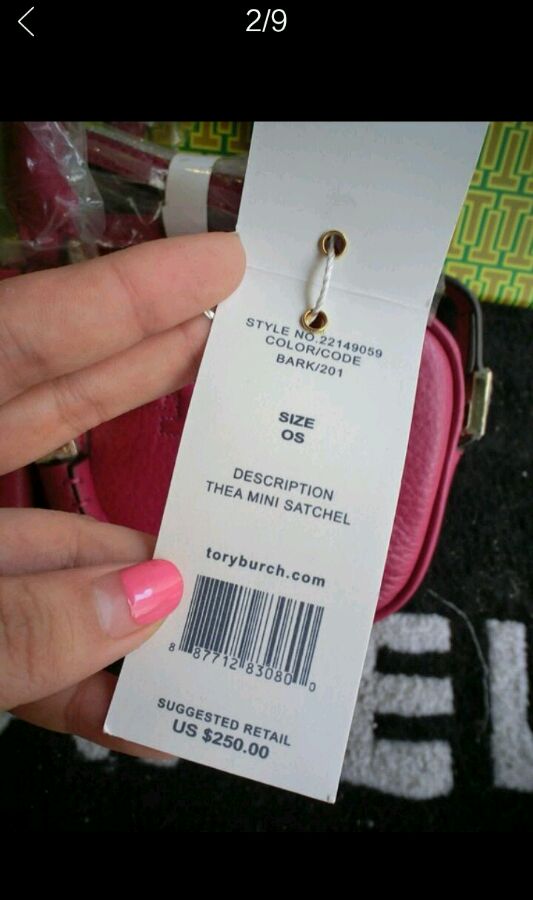 2/9
STYLE NO.22149059
COLOR/CODE
BARK/201
SIZE
OS
DESCRIPTION
THEA MINI SATCHEL
toryburch.com
8 87712 83080 0
SUGGESTED RETAIL
US $250.00
EL